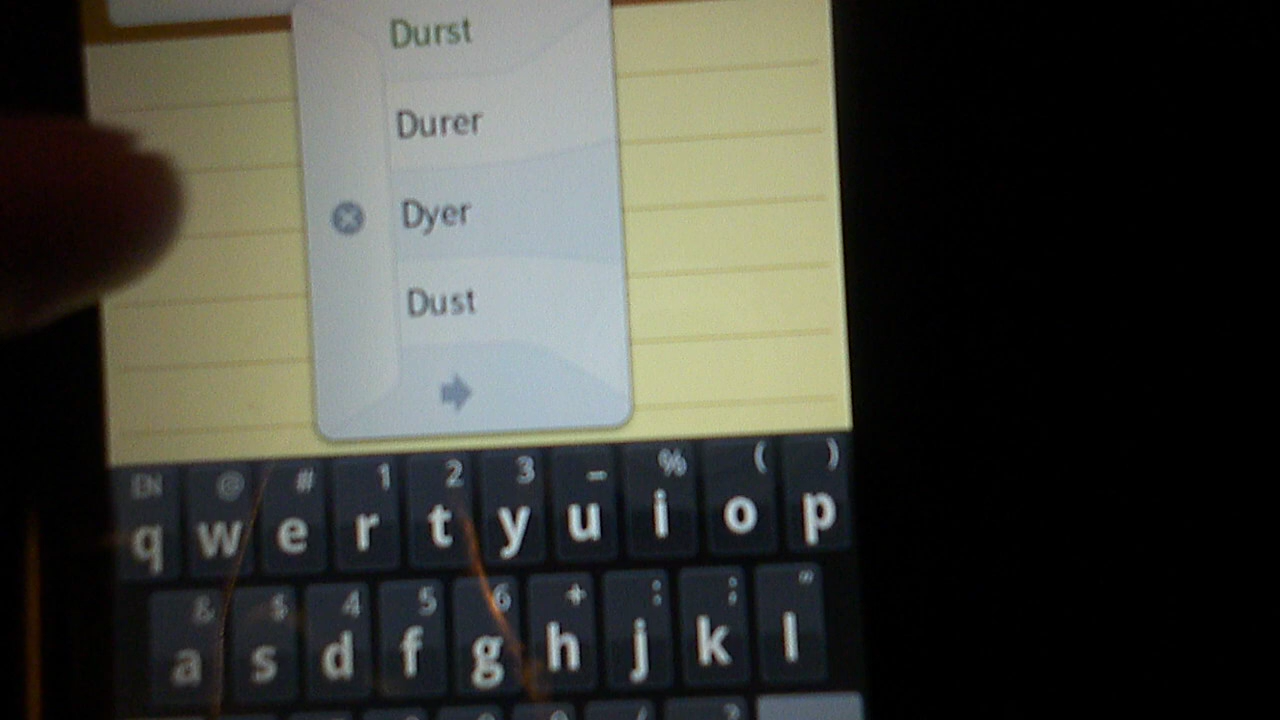 Durst
Durer
Dyer
Dust
EN @ # 1 2 3 _ % ( )
q w e r t y u i o p
& $ 4 5 6 + : ; "
a s d f g h j k l